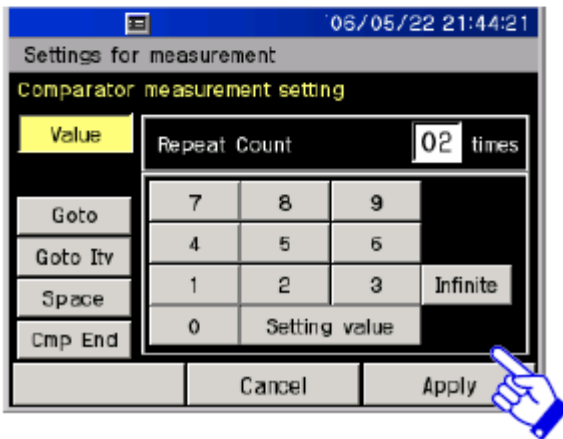 '06/05/22 21:44:21
Settings for measurement
Comparator measurement setting
Value
Repeat Count 02 times
Goto
Goto Itv
Space
Cmp End
7 8 9
4 5 6
1 2 3 Infinite
0 Setting value
Cancel Apply